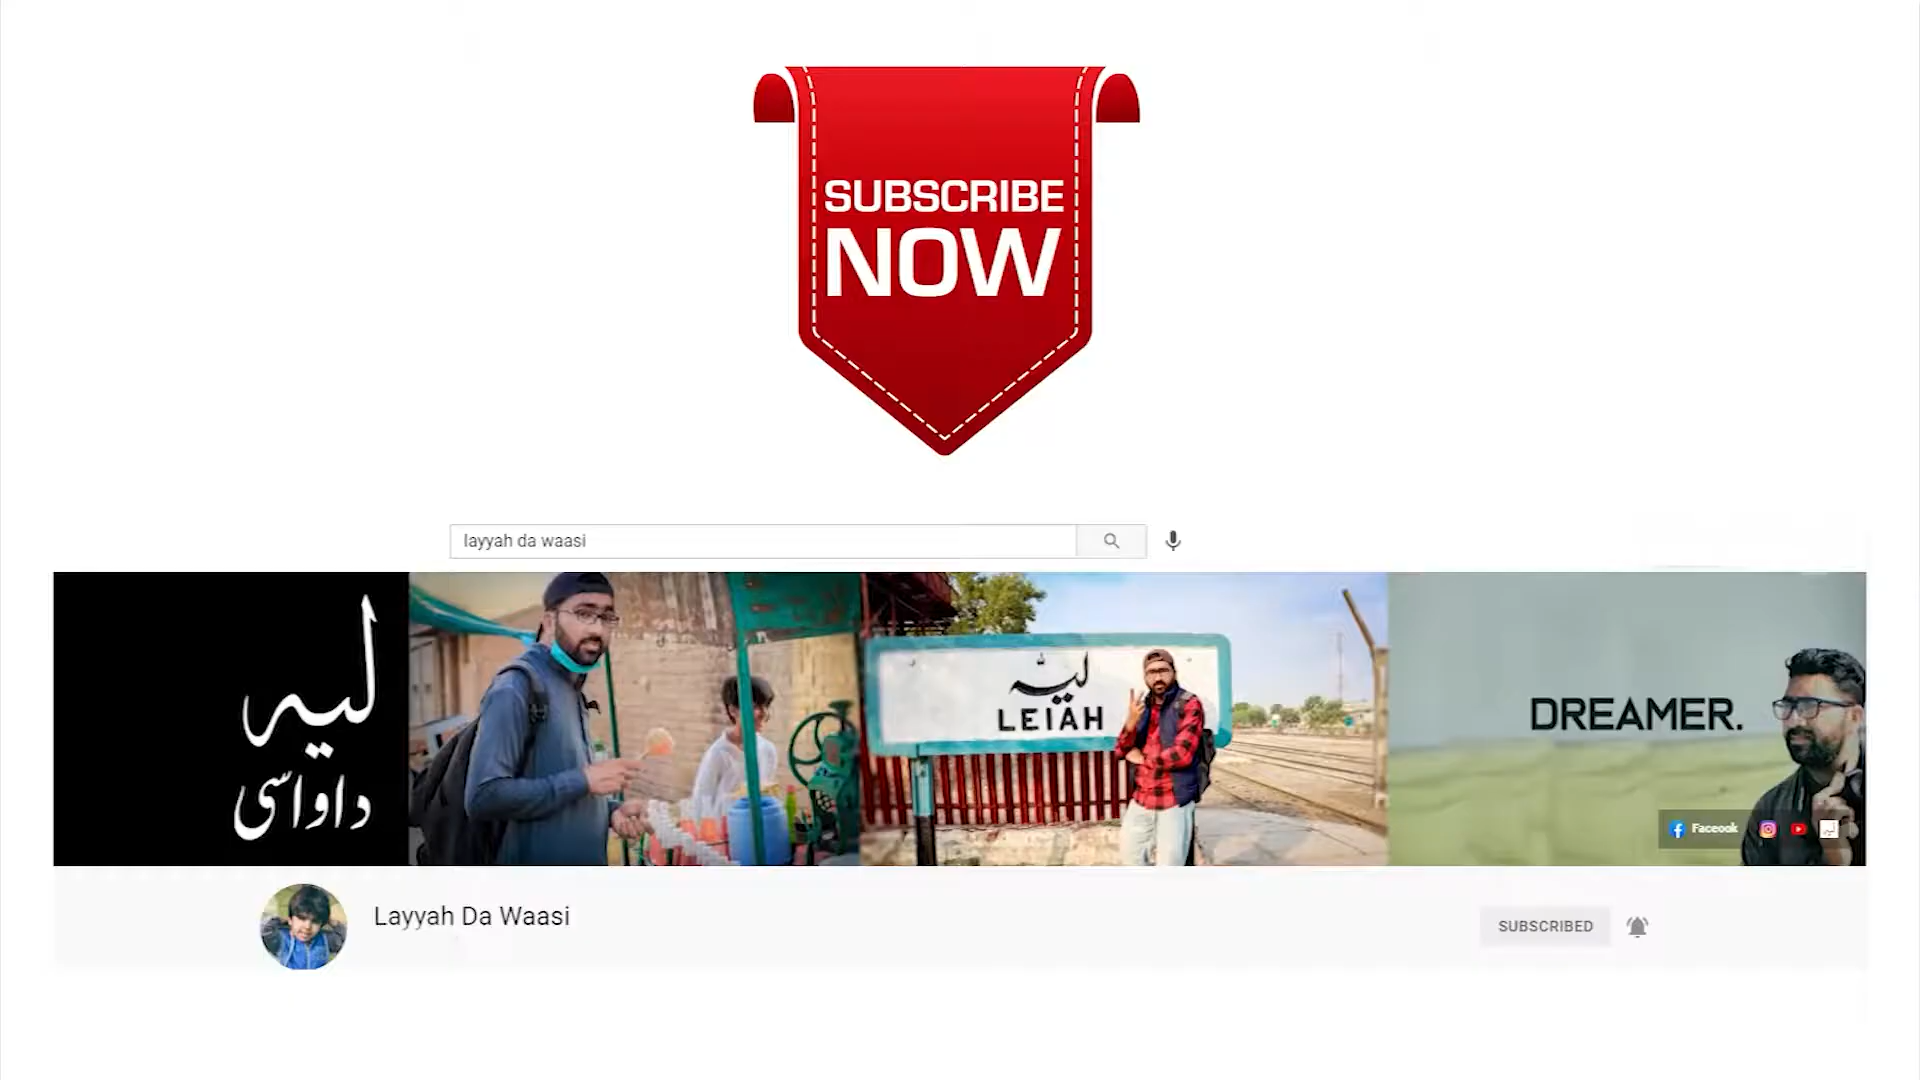 SUBSCRIBE
NOW
layyah da waasi
لیہ
داواسی
لیہ
LEIAH
DREAMER.
Faceook
Layyah Da Waasi
SUBSCRIBED